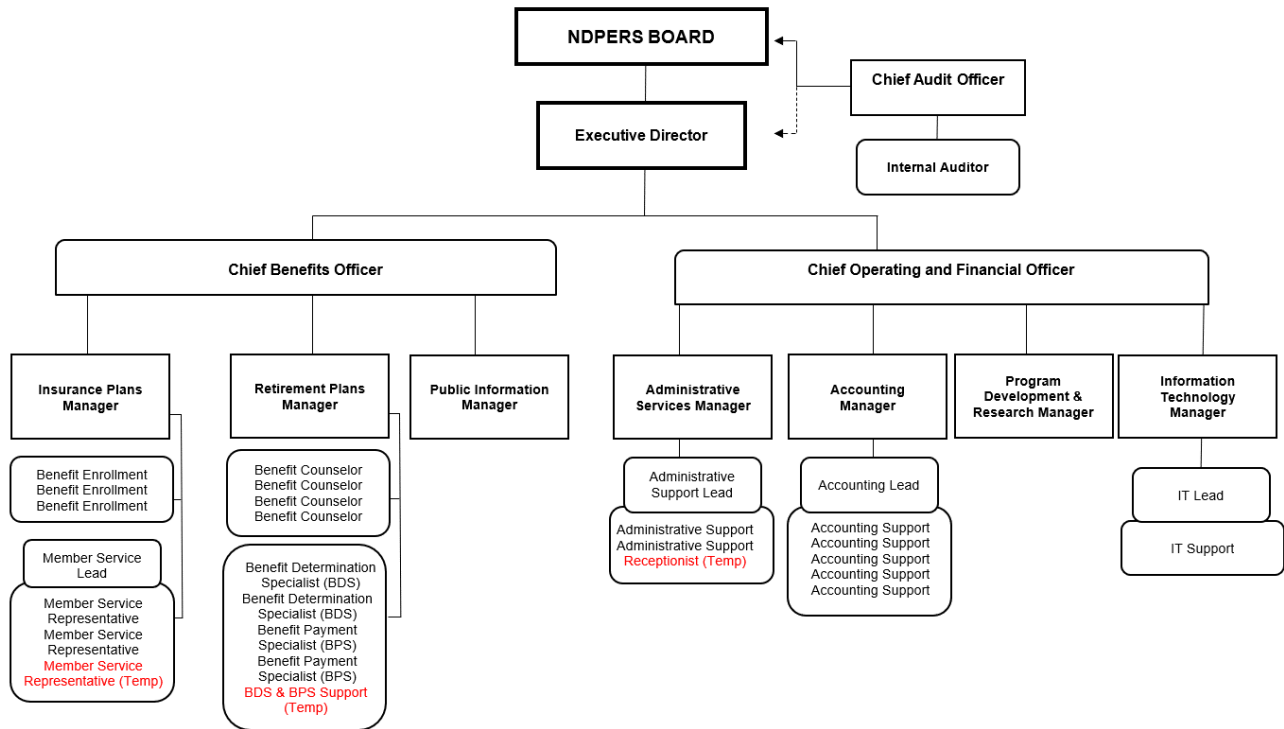 NDPERS BOARD
Chief Audit Officer
Executive Director
Internal Auditor
Chief Benefits Officer
Chief Operating and Financial Officer
Insurance Plans
Manager
Retirement Plans
Manager
Public Information
Manager
Administrative
Services Manager
Accounting
Manager
Program
Development &
Research Manager
Information
Technology
Manager
Benefit Enrollment
Benefit Enrollment
Benefit Enrollment
Member Service
Lead
Member Service
Representative
Member Service
Representative
Member Service
Representative (Temp)
Benefit Counselor
Benefit Counselor
Benefit Counselor
Benefit Counselor
Benefit Determination
Specialist (BDS)
Benefit Determination
Specialist (BDS)
Benefit Payment
Specialist (BPS)
Benefit Payment
Specialist (BPS)
BDS & BPS Support
(Temp)
Administrative
Support Lead
Administrative Support
Administrative Support
Receptionist (Temp)
Accounting Lead
Accounting Support
Accounting Support
Accounting Support
Accounting Support
Accounting Support
IT Lead
IT Support